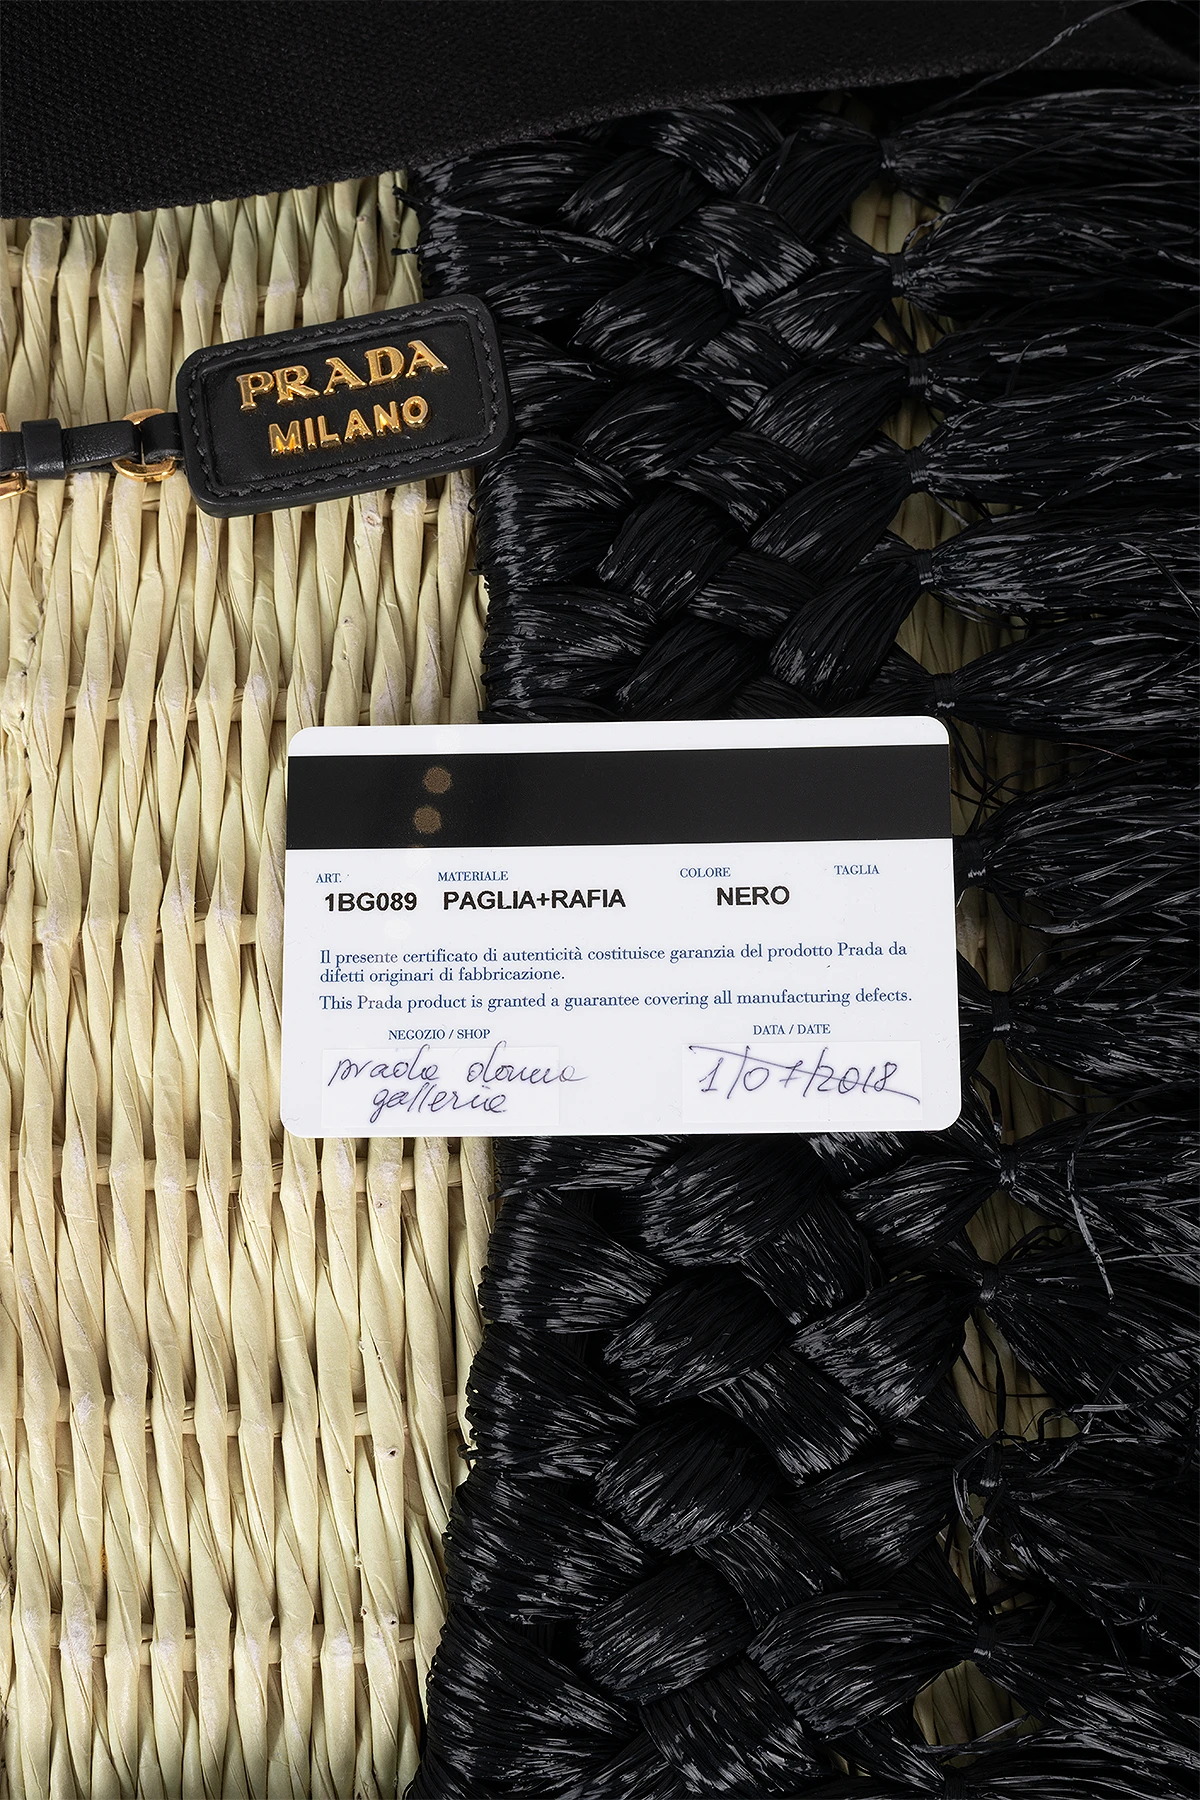 PRADA
MILANO
ART. MATERIALE COLORE TAGLIA
1BG089 PAGLIA+RAFIA NERO
Il presente certificato di autenticità costituisce garanzia del prodotto Prada da
difetti originari di fabbricazione.
This Prada product is granted a guarantee covering all manufacturing defects.
NEGOZIO / SHOP DATA / DATE
prada donna 1/07/2018
galleria